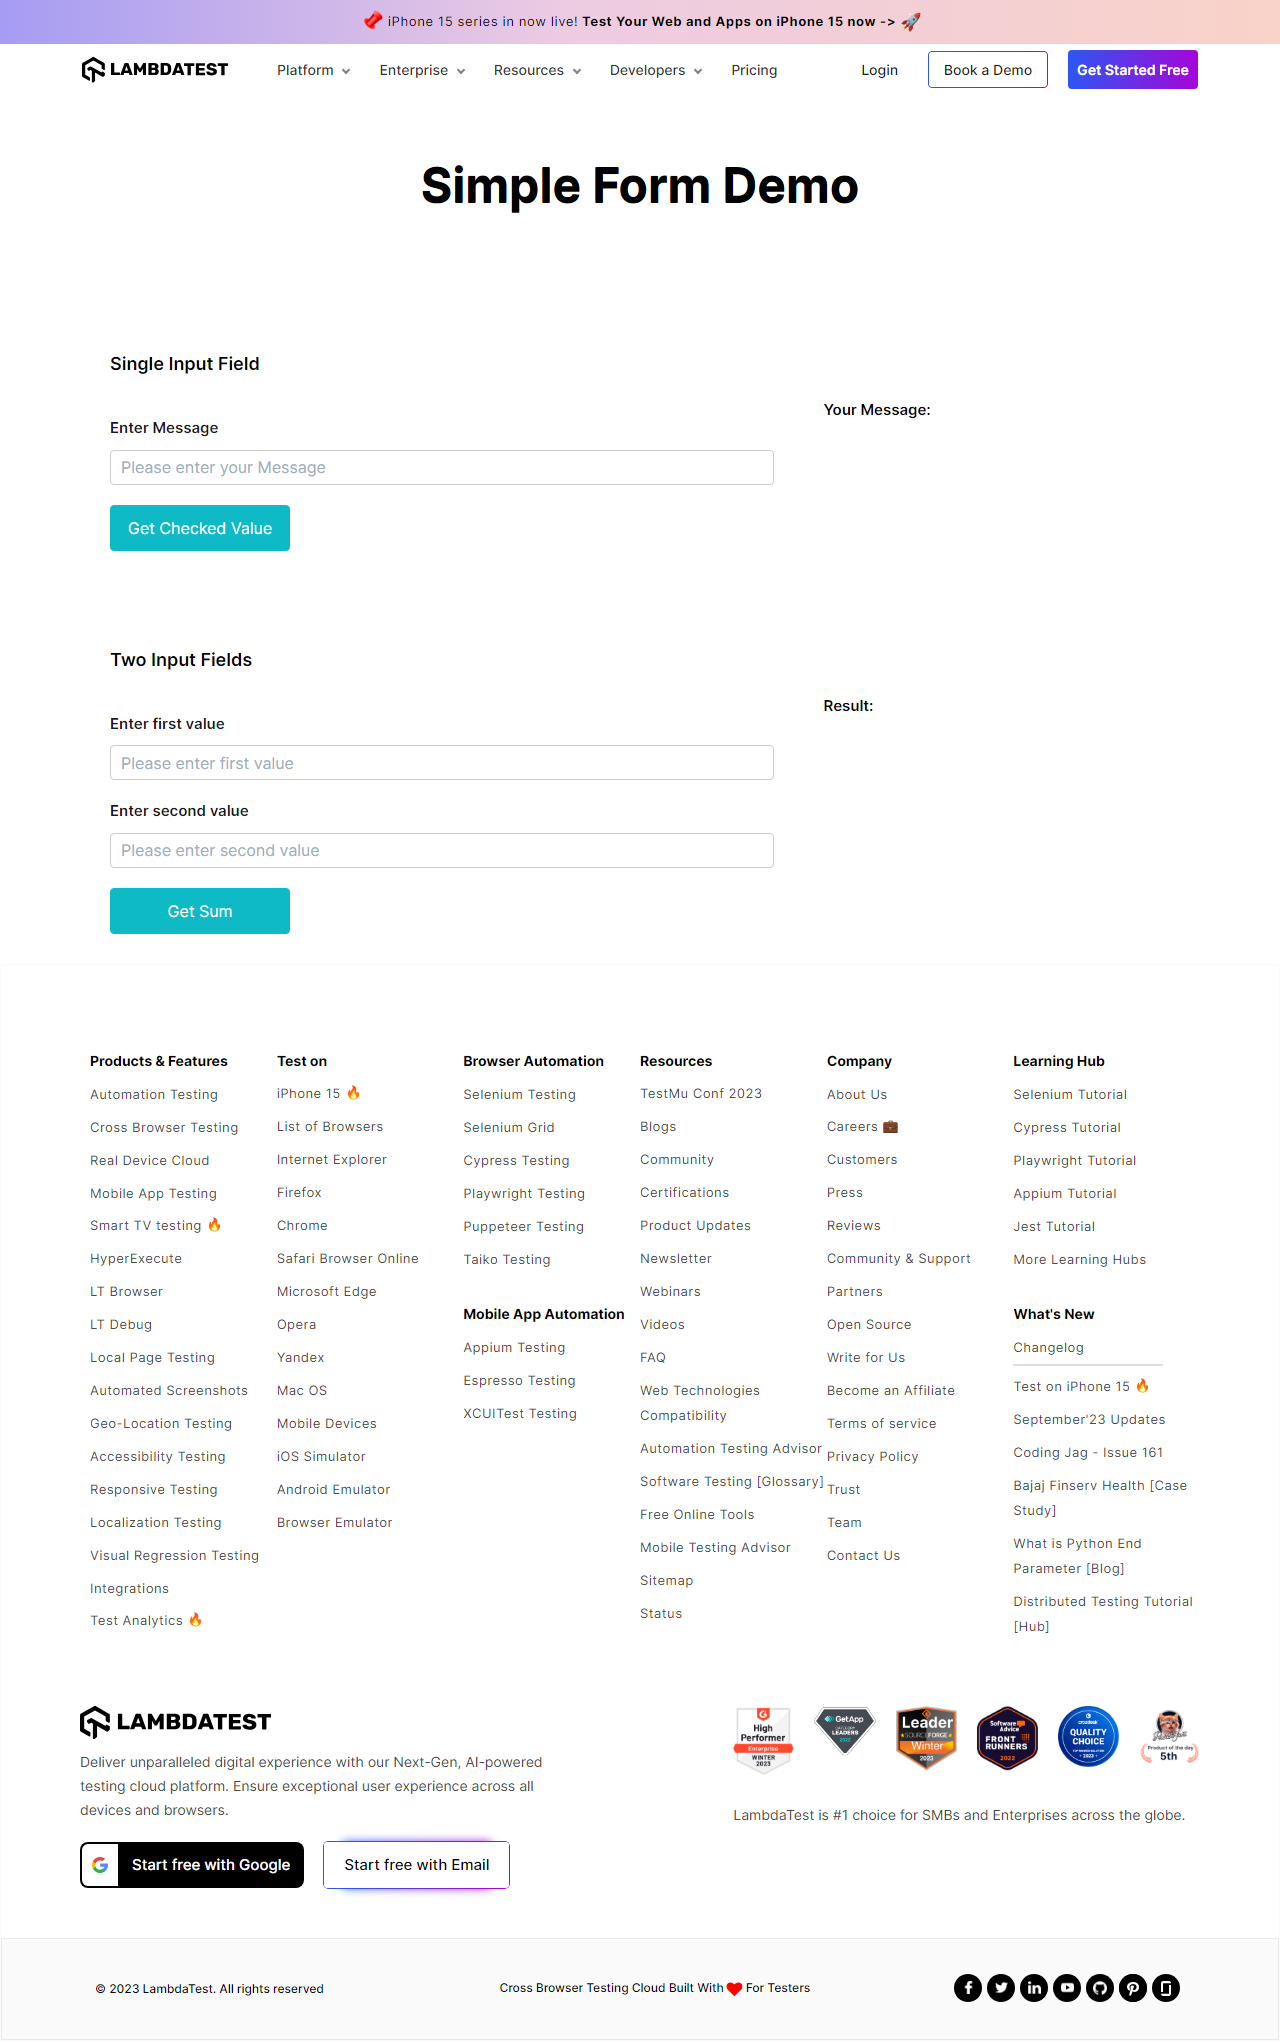 iPhone 15 series in now live! Test Your Web and Apps on iPhone 15 now ->
LAMBDATEST Platform Enterprise Resources Developers Pricing Login Book a Demo Get Started Free
Simple Form Demo
Single Input Field
Your Message:
Enter Message
Please enter your Message
Get Checked Value
Two Input Fields
Result:
Enter first value
Please enter first value
Enter second value
Please enter second value
Get Sum
Products & Features
Automation Testing
Cross Browser Testing
Real Device Cloud
Mobile App Testing
Smart TV testing 🔥
HyperExecute
LT Browser
LT Debug
Local Page Testing
Automated Screenshots
Geo-Location Testing
Accessibility Testing
Responsive Testing
Localization Testing
Visual Regression Testing
Integrations
Test Analytics 🔥
Test on
iPhone 15 🔥
List of Browsers
Internet Explorer
Firefox
Chrome
Safari Browser Online
Microsoft Edge
Opera
Yandex
Mac OS
Mobile Devices
iOS Simulator
Android Emulator
Browser Emulator
Browser Automation
Selenium Testing
Selenium Grid
Cypress Testing
Playwright Testing
Puppeteer Testing
Taiko Testing
Mobile App Automation
Appium Testing
Espresso Testing
XCUITest Testing
Resources
TestMu Conf 2023
Blogs
Community
Certifications
Product Updates
Newsletter
Webinars
Videos
FAQ
Web Technologies
Compatibility
Automation Testing Advisor
Software Testing [Glossary]
Free Online Tools
Mobile Testing Advisor
Sitemap
Status
Company
About Us
Careers 💼
Customers
Press
Reviews
Community & Support
Partners
Open Source
Write for Us
Become an Affiliate
Terms of service
Privacy Policy
Trust
Team
Contact Us
Learning Hub
Selenium Tutorial
Cypress Tutorial
Playwright Tutorial
Appium Tutorial
Jest Tutorial
More Learning Hubs
What's New
Changelog
Test on iPhone 15 🔥
September'23 Updates
Coding Jag - Issue 161
Bajaj Finserv Health [Case
Study]
What is Python End
Parameter [Blog]
Distributed Testing Tutorial
[Hub]
LAMBDATEST
Deliver unparalleled digital experience with our Next-Gen, AI-powered
testing cloud platform. Ensure exceptional user experience across all
devices and browsers.
Start free with Google
Start free with Email
High
Performer
Enterprise
WINTER
2023
GetApp
LEADERS
2022
Leader
SOURCEFORGE
Winter
2023
Software
Advice
FRONT
RUNNERS
2022
crozdesk
QUALITY
CHOICE
2023
Product of the day
5th
LambdaTest is #1 choice for SMBs and Enterprises across the globe.
© 2023 LambdaTest. All rights reserved
Cross Browser Testing Cloud Built With ❤ For Testers